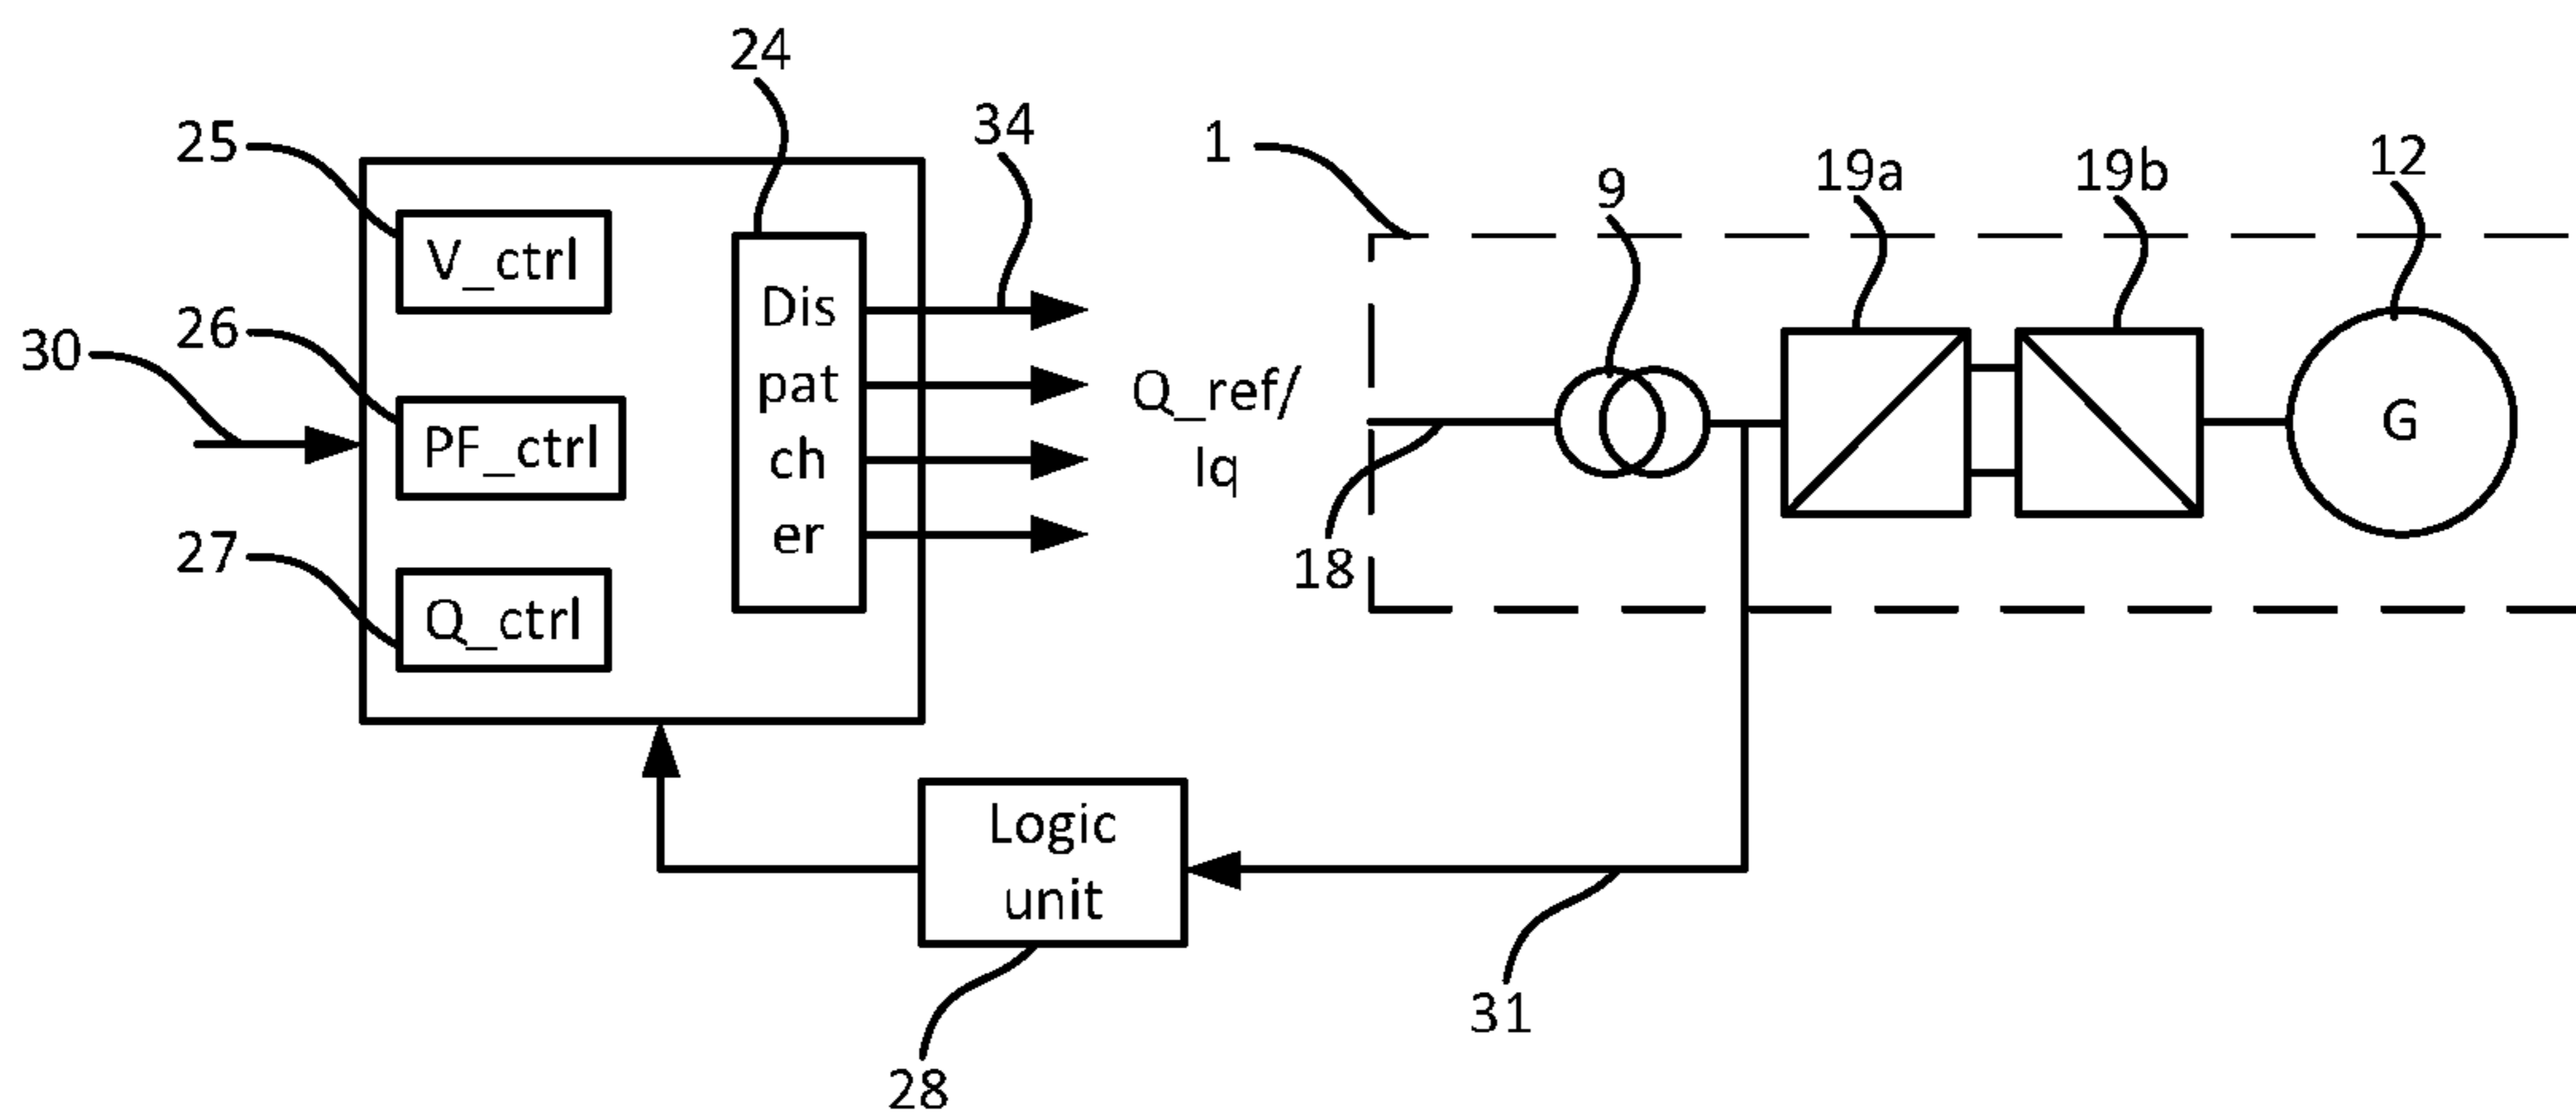 24
34
25
1
12
19a
19b
9
V_ctrl
26
30
Dis
pat
ch
er
Q_ref/
Iq
PF_ctrl
G
27
18
Q_ctrl
Logic
unit
31
28